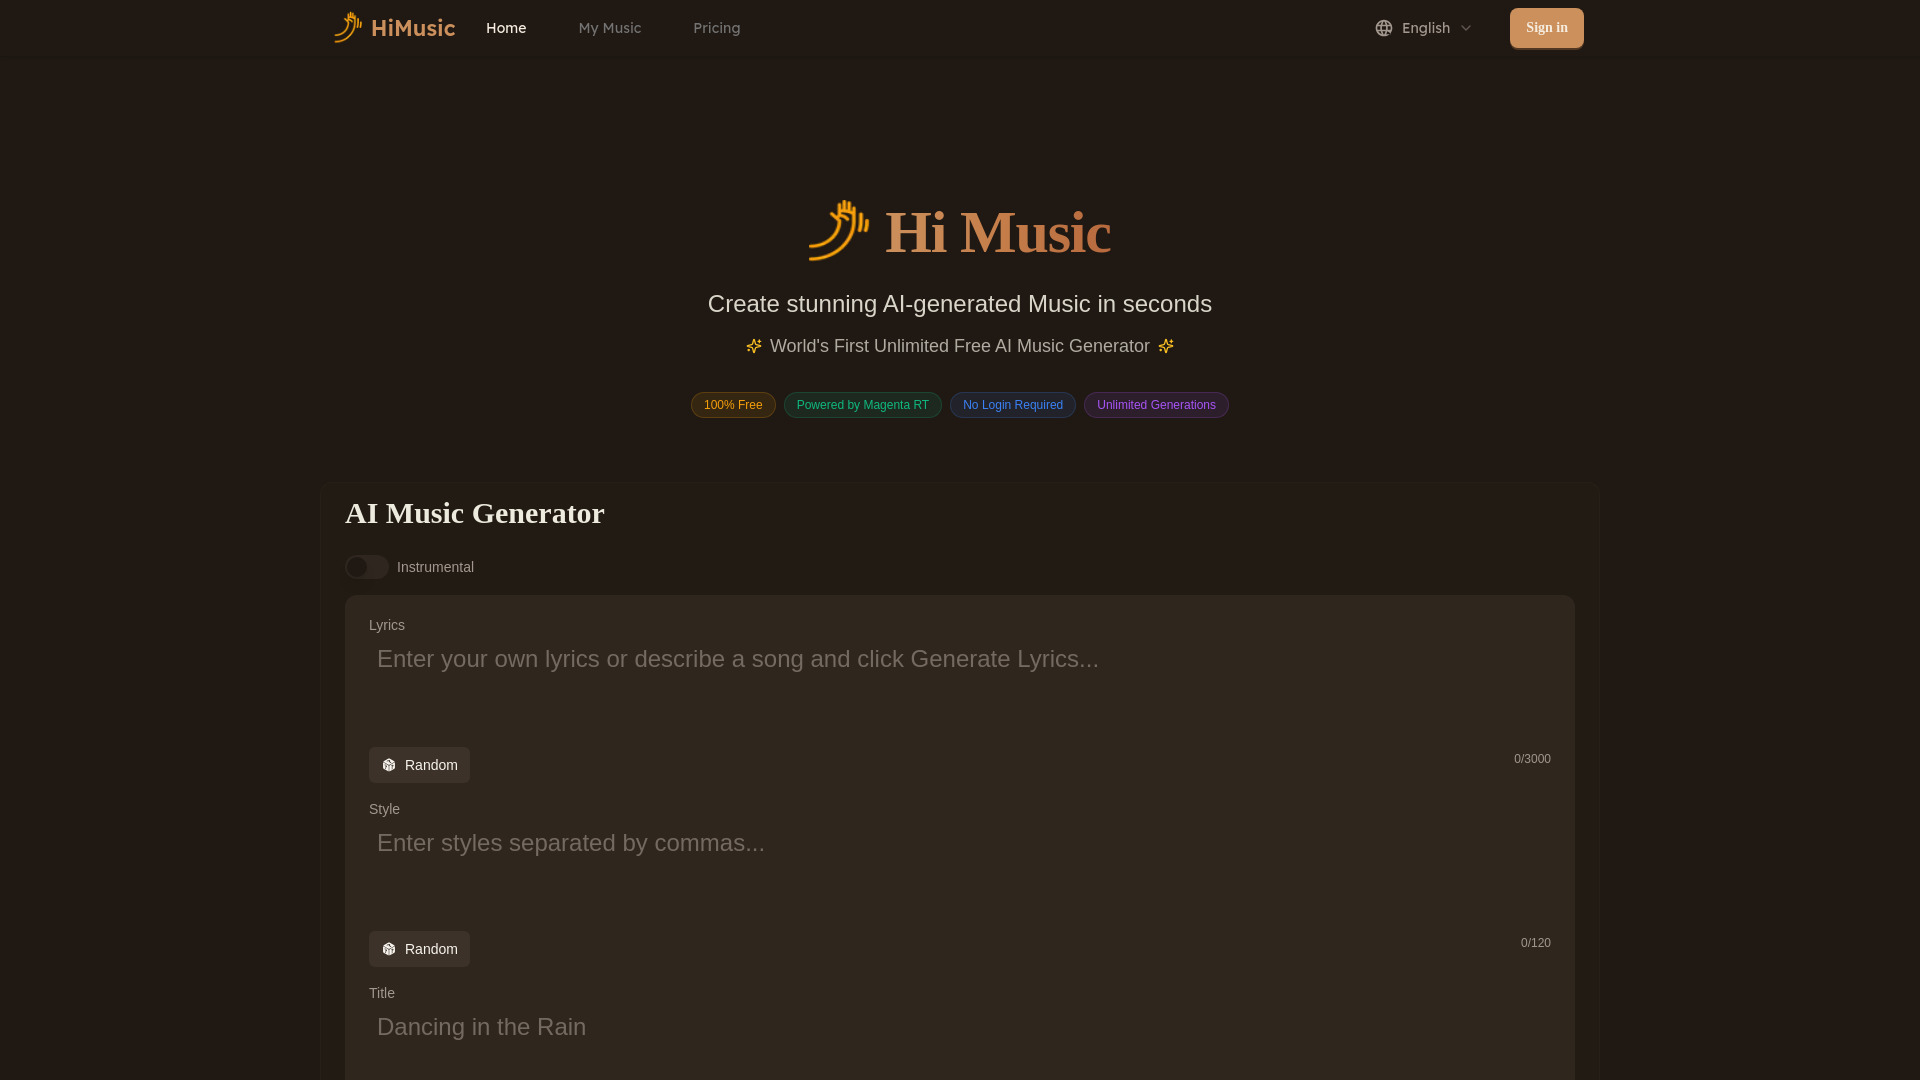 HiMusic
Home
My Music
Pricing
English
Sign in
Hi Music
Create stunning AI-generated Music in seconds
World's First Unlimited Free AI Music Generator
100% Free
Powered by Magenta RT
No Login Required
Unlimited Generations
AI Music Generator
Instrumental
Lyrics
Enter your own lyrics or describe a song and click Generate Lyrics...
Random
0/3000
Style
Enter styles separated by commas...
Random
0/120
Title
Dancing in the Rain